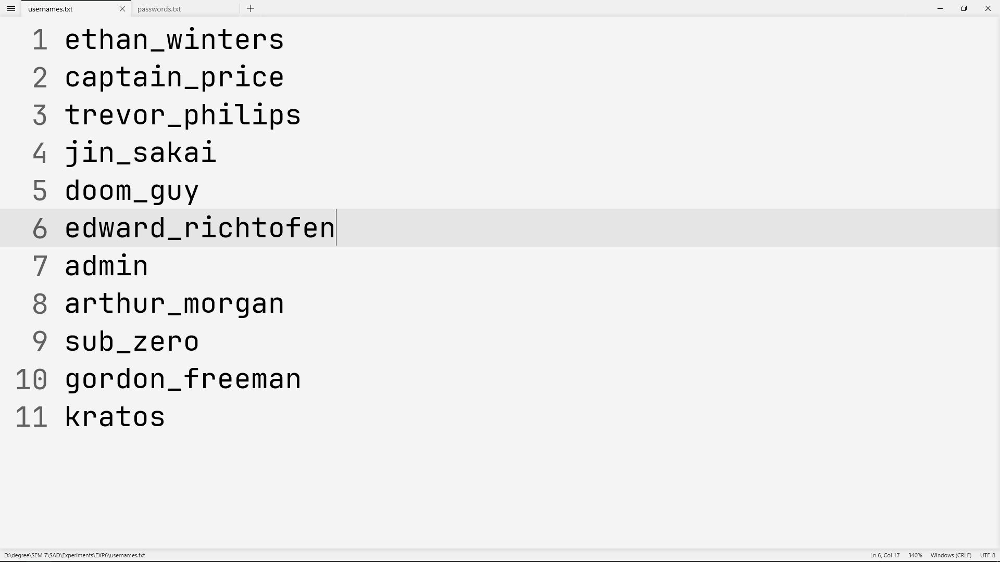 usernames.txt
passwords.txt
1 ethan_winters
2 captain_price
3 trevor_philips
4 jin_sakai
5 doom_guy
6 edward_richtofen
7 admin
8 arthur_morgan
9 sub_zero
10 gordon_freeman
11 kratos
D:\degree\SEM 7\SAD\Experiments\EXP6\usernames.txt
Ln 6, Col 17
340%
Windows (CRLF)
UTF-8